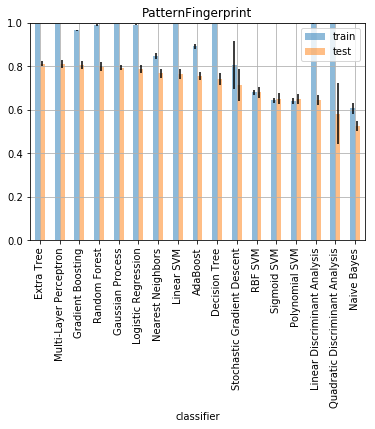 PatternFingerprint
train
test
1.0
0.8
0.6
0.4
0.2
0.0
Extra Tree
Multi-Layer Perceptron
Gradient Boosting
Random Forest
Gaussian Process
Logistic Regression
Nearest Neighbors
Linear SVM
AdaBoost
Decision Tree
Stochastic Gradient Descent
RBF SVM
Sigmoid SVM
Polynomial SVM
Linear Discriminant Analysis
Quadratic Discriminant Analysis
Naive Bayes
classifier